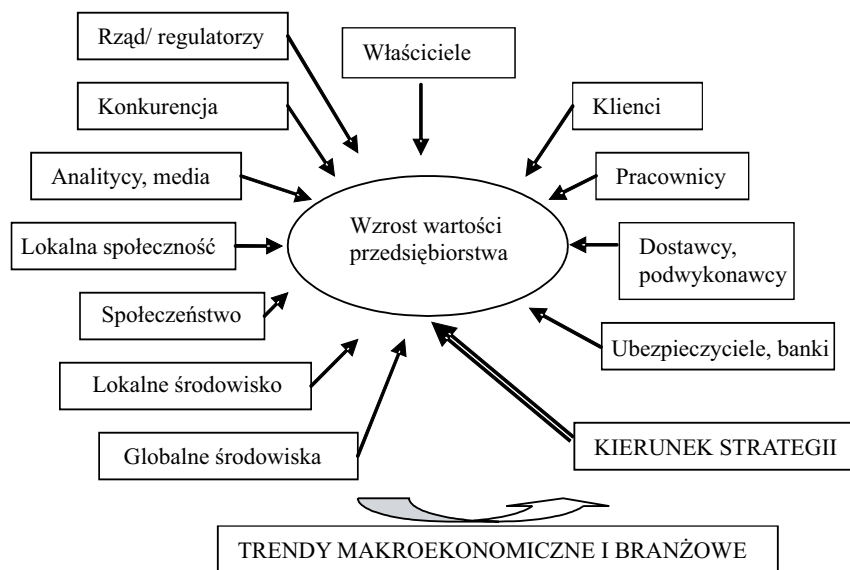 Rząd/ regulatorzy
Właściciele
Konkurencja
Klienci
Analitycy, media
Pracownicy
Wzrost wartości
przedsiębiorstwa
Lokalna społeczność
Dostawcy,
podwykonawcy
Społeczeństwo
Ubezpieczyciele, banki
Lokalne środowisko
KIERUNEK STRATEGII
Globalne środowiska
TRENDY MAKROEKONOMICZNE I BRANŻOWE